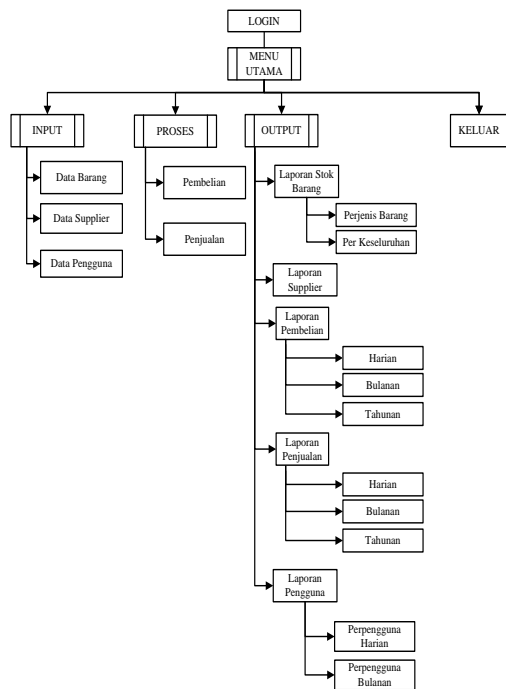 LOGIN
MENU
UTAMA
INPUT
PROSES
OUTPUT
KELUAR
Data Barang
Data Supplier
Data Pengguna
Pembelian
Penjualan
Laporan Stok
Barang
Perjenis Barang
Per Keseluruhan
Laporan
Supplier
Laporan
Pembelian
Harian
Bulanan
Tahunan
Laporan
Penjualan
Harian
Bulanan
Tahunan
Laporan
Pengguna
Perpengguna
Harian
Perpengguna
Bulanan